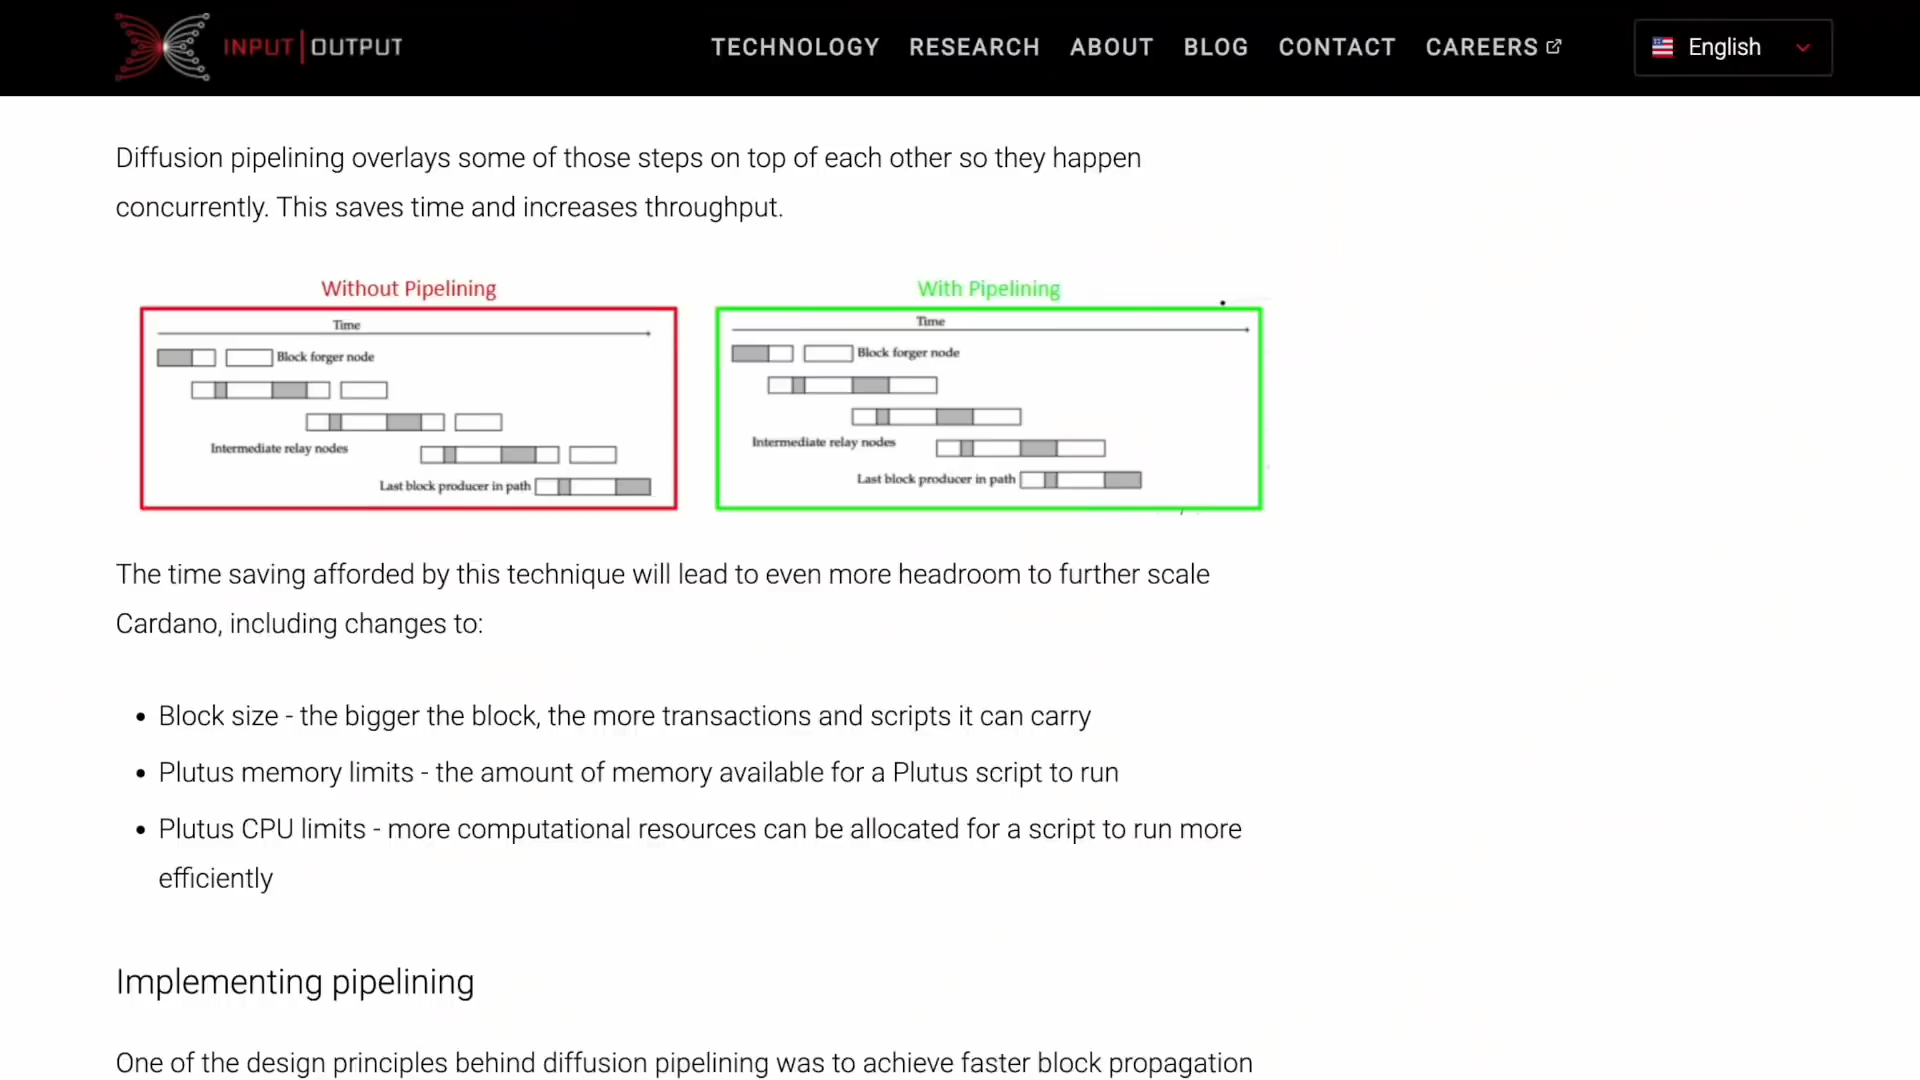 INPUT | OUTPUT
TECHNOLOGY RESEARCH ABOUT BLOG CONTACT CAREERS English
Diffusion pipelining overlays some of those steps on top of each other so they happen
concurrently. This saves time and increases throughput.
Without Pipelining
Time
Block forger node
Intermediate relay nodes
Last block producer in path
With Pipelining
Time
Block forger node
Intermediate relay nodes
Last block producer in path
The time saving afforded by this technique will lead to even more headroom to further scale
Cardano, including changes to:
• Block size - the bigger the block, the more transactions and scripts it can carry
• Plutus memory limits - the amount of memory available for a Plutus script to run
• Plutus CPU limits - more computational resources can be allocated for a script to run more
efficiently
Implementing pipelining
One of the design principles behind diffusion pipelining was to achieve faster block propagation